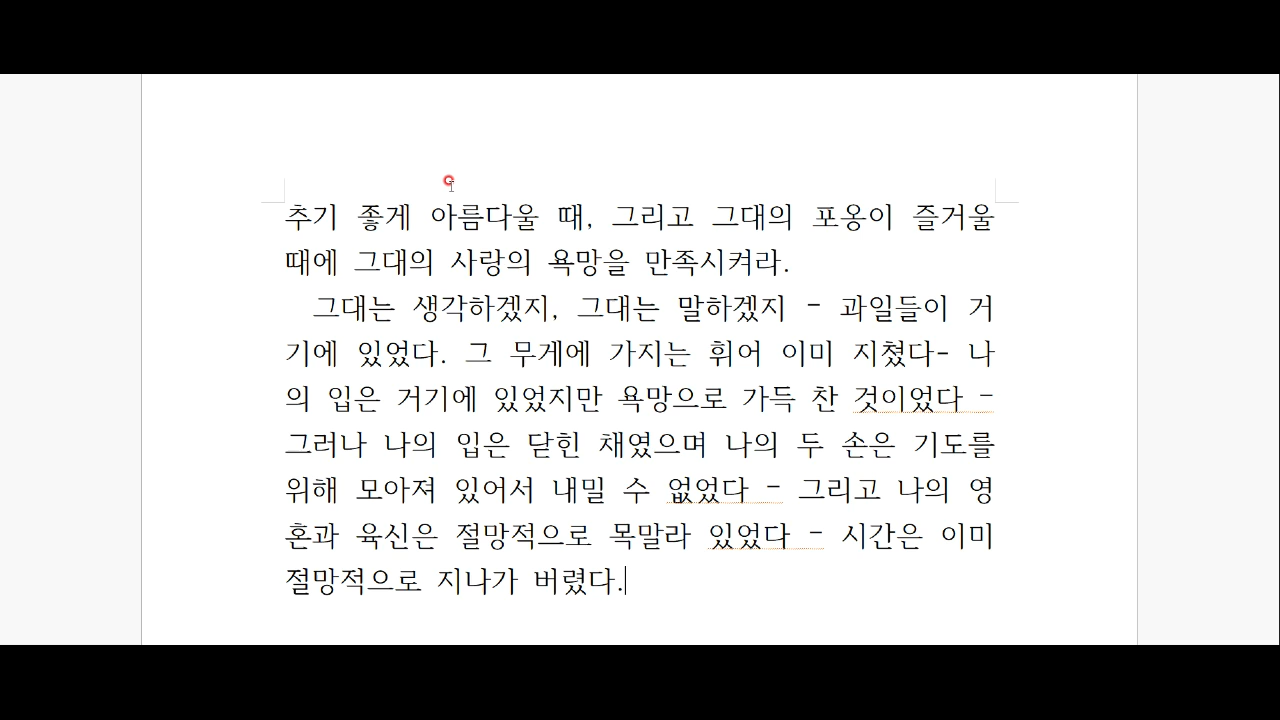 추기 좋게 아름다울 때, 그리고 그대의 포옹이 즐거울
때에 그대의 사랑의 욕망을 만족시켜라.
그대는 생각하겠지, 그대는 말하겠지 - 과일들이 거
기에 있었다. 그 무게에 가지는 휘어 이미 지쳤다- 나
의 입은 거기에 있었지만 욕망으로 가득 찬 것이었다 -
그러나 나의 입은 닫힌 채였으며 나의 두 손은 기도를
위해 모아져 있어서 내밀 수 없었다 - 그리고 나의 영
혼과 육신은 절망적으로 목말라 있었다 - 시간은 이미
절망적으로 지나가 버렸다.